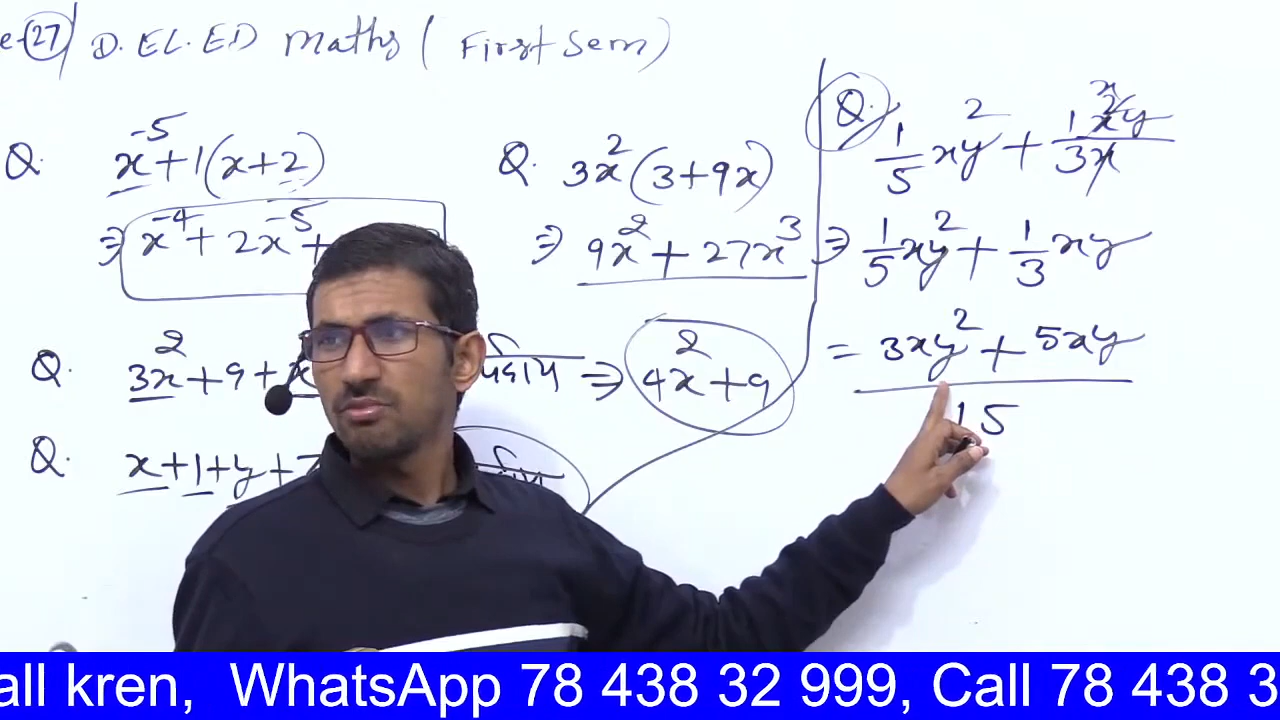 e-27 D.EL.ED Maths (First Sem)
Q. x⁻⁵+1(x+2)
⇒ x⁻⁴+2x⁻⁵+
Q. 3x²+9+x
⇒ 4x²+9
Q. x+1+y+
Q. 3x²(3+9x)
⇒ 9x²+27x³
Q. 1/5 xy² + 1x²y/3x
⇒ 1/5 xy² + 1/3 xy
= 3xy²+5xy
15
all kren, WhatsApp 78 438 32 999, Call 78 438 3